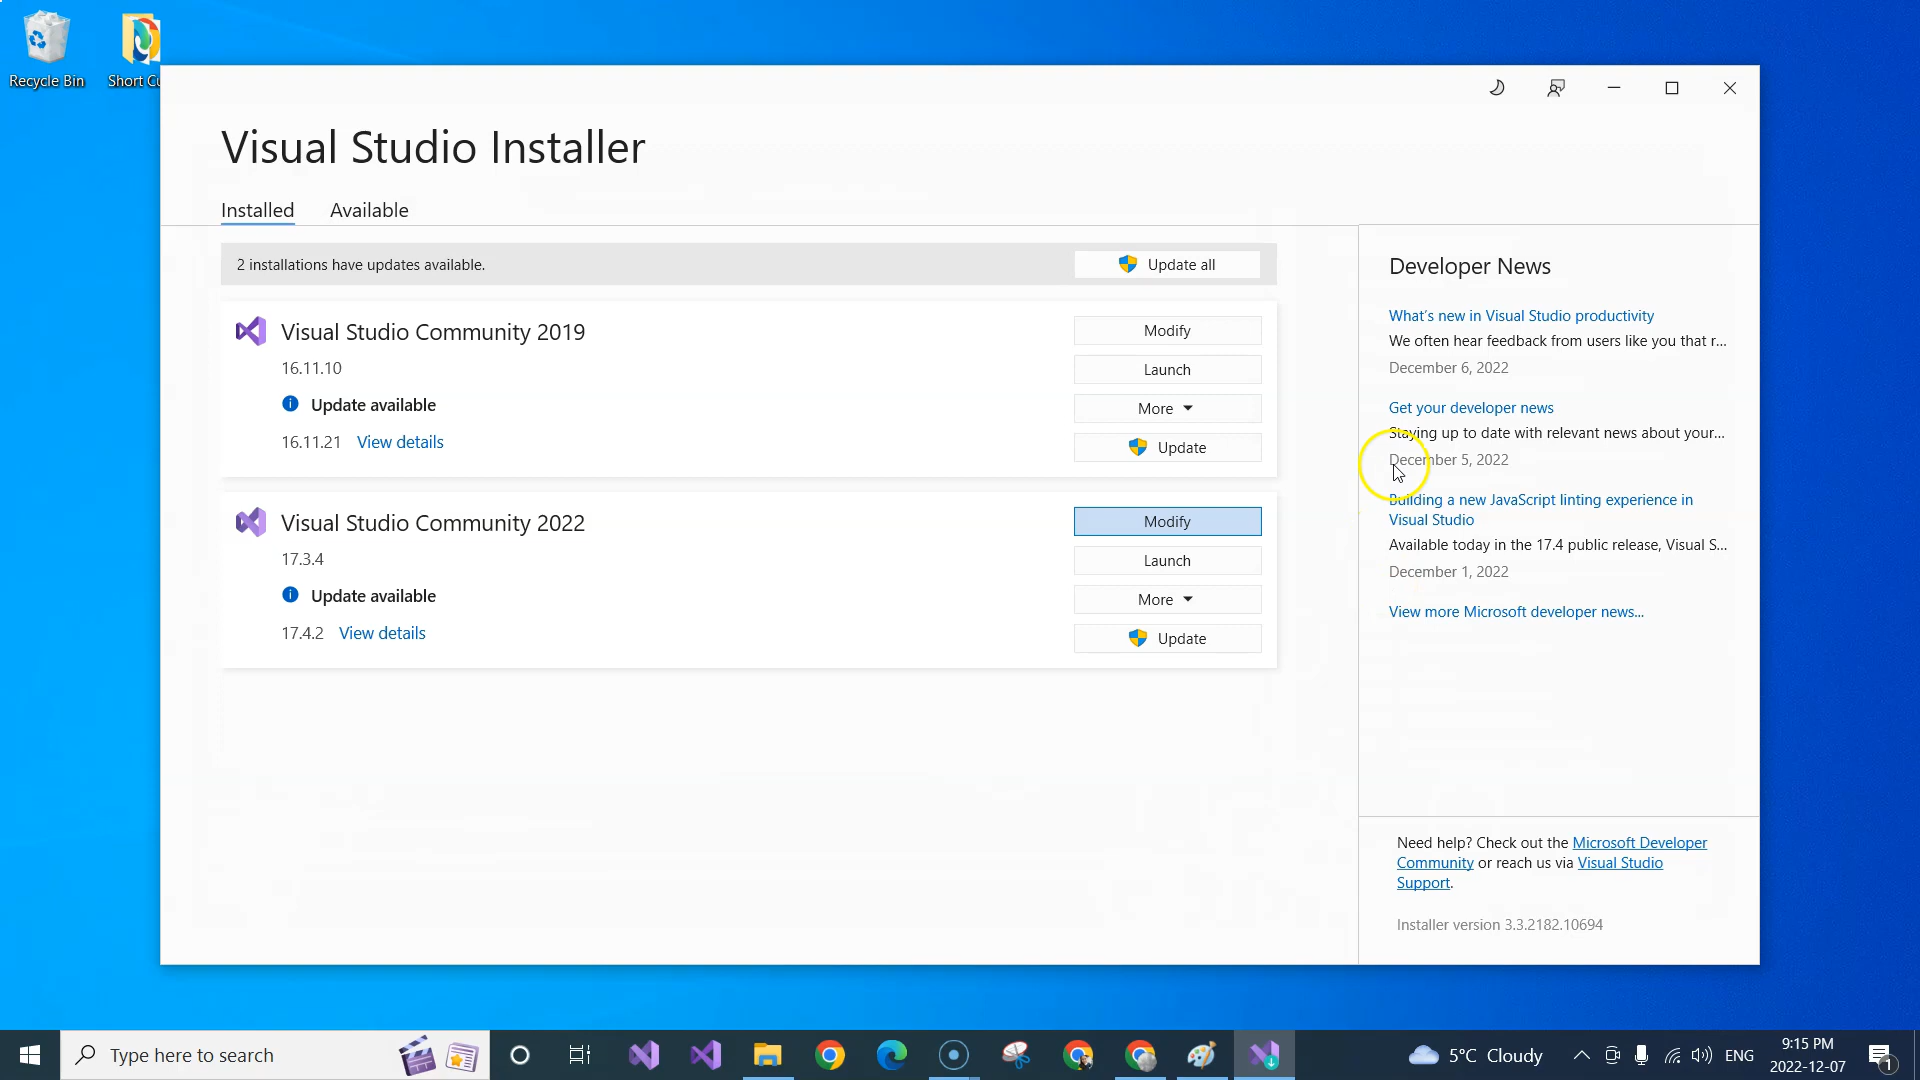 Recycle Bin
Short Cu
Visual Studio Installer
Installed
Available
2 installations have updates available.
Update all
Visual Studio Community 2019
16.11.10
Update available
16.11.21 View details
Modify
Launch
More
Update
Visual Studio Community 2022
17.3.4
Update available
17.4.2 View details
Modify
Launch
More
Update
Developer News
What's new in Visual Studio productivity
We often hear feedback from users like you that r...
December 6, 2022
Get your developer news
Staying up to date with relevant news about your...
December 5, 2022
Building a new JavaScript linting experience in
Visual Studio
Available today in the 17.4 public release, Visual S...
December 1, 2022
View more Microsoft developer news...
Need help? Check out the Microsoft Developer
Community or reach us via Visual Studio
Support.
Installer version 3.3.2182.10694
Type here to search
5°C Cloudy
ENG
9:15 PM
2022-12-07
1